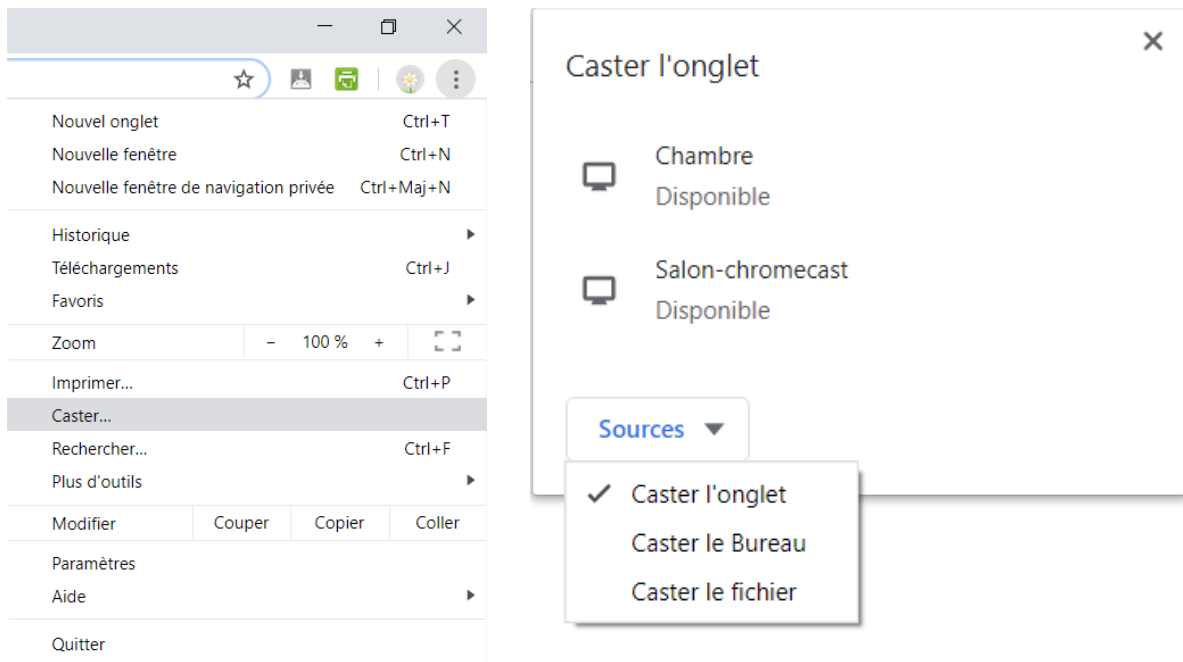 Nouvel onglet Ctrl+T
Nouvelle fenêtre Ctrl+N
Nouvelle fenêtre de navigation privée Ctrl+Maj+N
Historique
Téléchargements Ctrl+J
Favoris
Zoom - 100 % +
Imprimer... Ctrl+P
Caster...
Rechercher... Ctrl+F
Plus d'outils
Modifier Couper Copier Coller
Paramètres
Aide
Quitter
Caster l'onglet
Chambre
Disponible
Salon-chromecast
Disponible
Sources
Caster l'onglet
Caster le Bureau
Caster le fichier